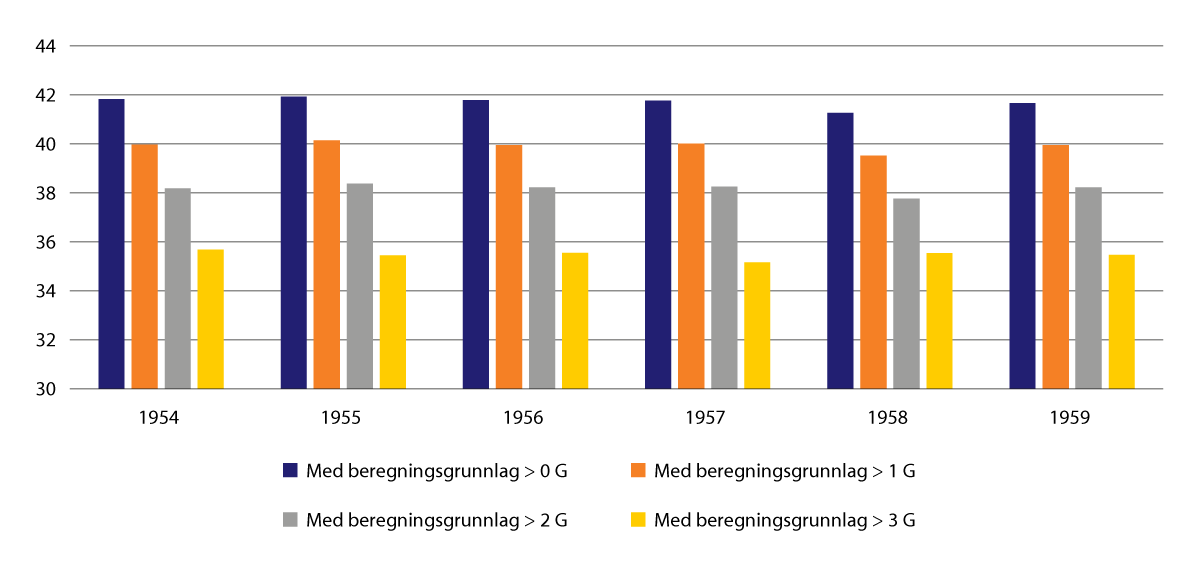 44
42
40
38
36
34
32
30
1954 1955 1956 1957 1958 1959
Med beregningsgrunnlag > 0 G Med beregningsgrunnlag > 1 G
Med beregningsgrunnlag > 2 G Med beregningsgrunnlag > 3 G